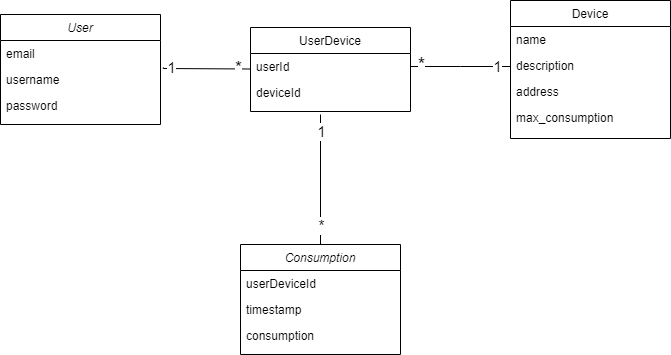 User
email
username
password
UserDevice
userId
deviceId
Device
name
description
address
max_consumption
1
*
*
1
1
*
Consumption
userDeviceId
timestamp
consumption